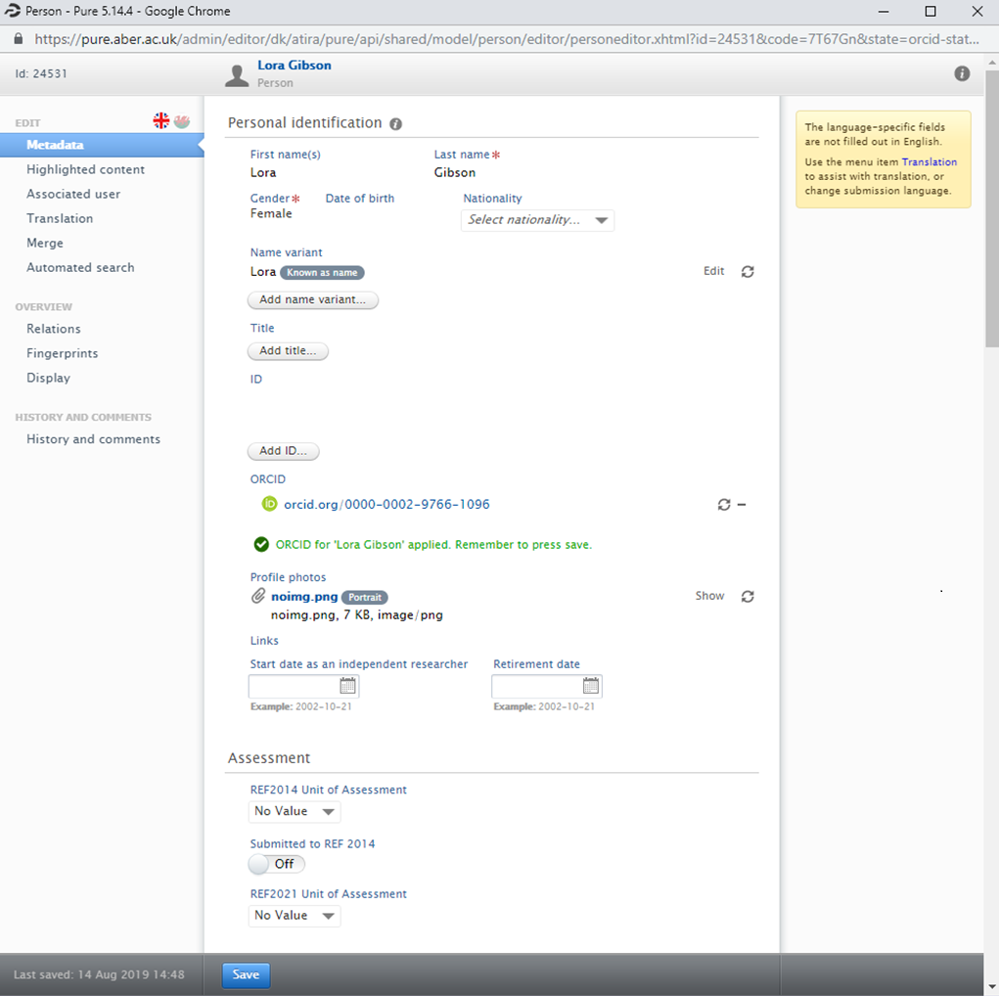 Person - Pure 5.14.4 - Google Chrome
https://pure.aber.ac.uk/admin/editor/dk/atira/pure/api/shared/model/person/editor/personeditor.xhtml?id=24531&code=7T67Gn&state=orcid-stat...
Id: 24531
Lora Gibson
Person
EDIT
Metadata
Highlighted content
Associated user
Translation
Merge
Automated search
OVERVIEW
Relations
Fingerprints
Display
HISTORY AND COMMENTS
History and comments
Personal identification
First name(s) Last name*
Lora Gibson
Gender* Date of birth Nationality
Female Select nationality...
Name variant
Lora Known as name Edit
Add name variant...
Title
Add title...
ID
Add ID...
ORCID
iD orcid.org/0000-0002-9766-1096
ORCID for 'Lora Gibson' applied. Remember to press save.
Profile photos
noimg.png Portrait Show
noimg.png, 7 KB, image/png
Links
Start date as an independent researcher Retirement date
Example: 2002-10-21 Example: 2002-10-21
Assessment
REF2014 Unit of Assessment
No Value
Submitted to REF 2014
Off
REF2021 Unit of Assessment
No Value
The language-specific fields
are not filled out in English.
Use the menu item Translation
to assist with translation, or
change submission language.
Last saved: 14 Aug 2019 14:48
Save